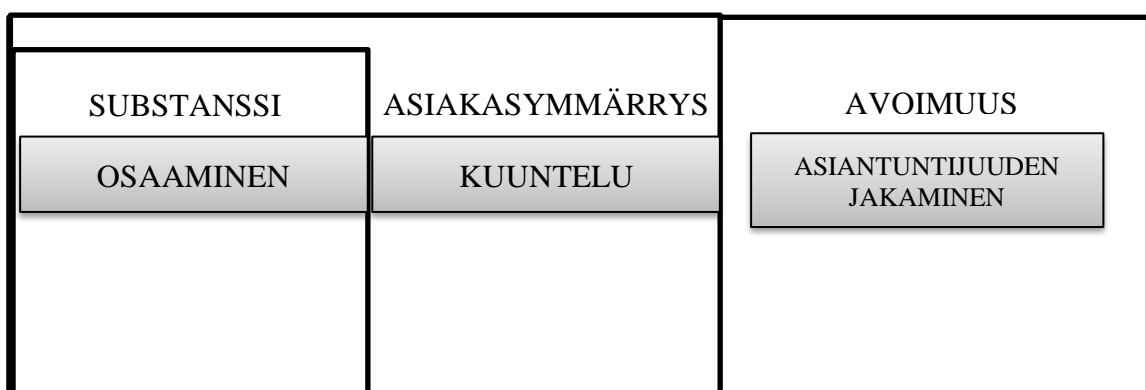 SUBSTANSSI
ASIAKASYMMÄRRYS
AVOIMUUS
OSAAMINEN
KUUNTELU
ASIANTUNTIJUUDEN
JAKAMINEN